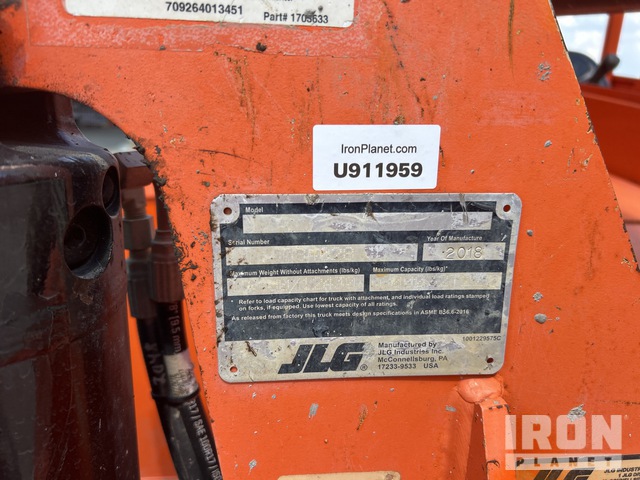 709264013451
Part# 1705633
IronPlanet.com
U911959
Model
Serial Number
Year Of Manufacture
2018
Maximum Weight Without Attachments (lbs/kg)
Maximum Capacity (lbs/kg)*
* Refer to load capacity chart for truck with attachment, and individual load ratings stamped
on forks, if equipped. Use lowest capacity of all ratings.
As released from factory this truck meets design specifications in ASME B56.6-2016
1001229575C
JLG®
Manufactured by
JLG Industries Inc.
McConnellsburg, PA
17233-9533 USA
IRON
PLANET
JLG